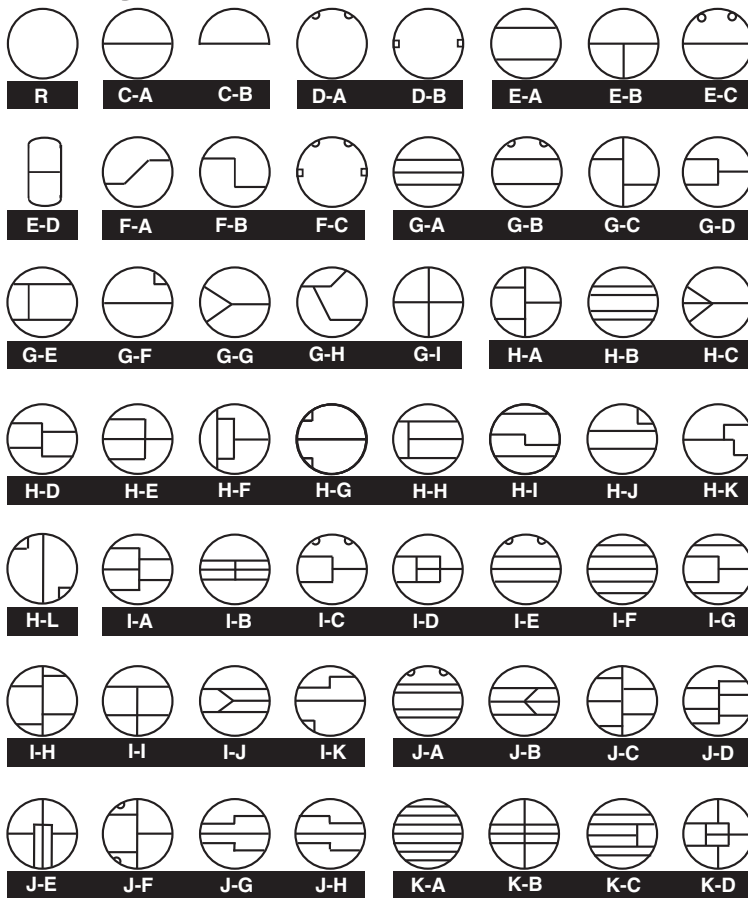 R C-A C-B D-A D-B E-A E-B E-C
E-D F-A F-B F-C G-A G-B G-C G-D
G-E G-F G-G G-H G-I H-A H-B H-C
H-D H-E H-F H-G H-H H-I H-J H-K
H-L I-A I-B I-C I-D I-E I-F I-G
I-H I-I I-J I-K J-A J-B J-C J-D
J-E J-F J-G J-H K-A K-B K-C K-D